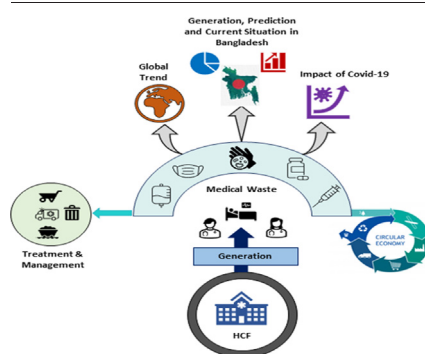 Generation, Prediction
and Current Situation in
Bangladesh
Global
Trend
Impact of Covid-19
Medical Waste
Treatment &
Management
CIRCULAR
ECONOMY
Generation
HCF